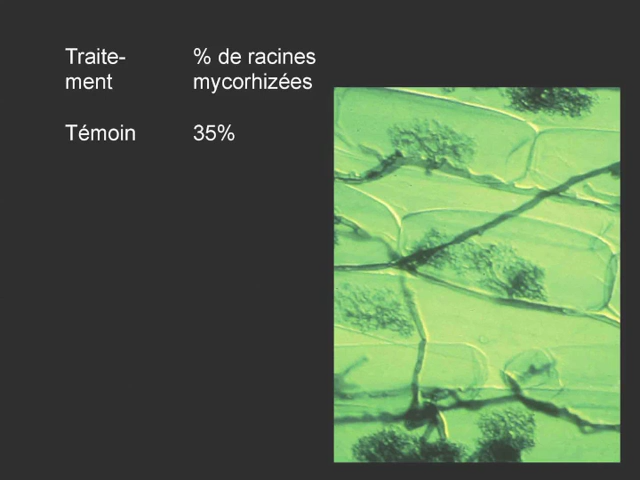 Traite-
ment
% de racines
mycorhizées
Témoin
35%